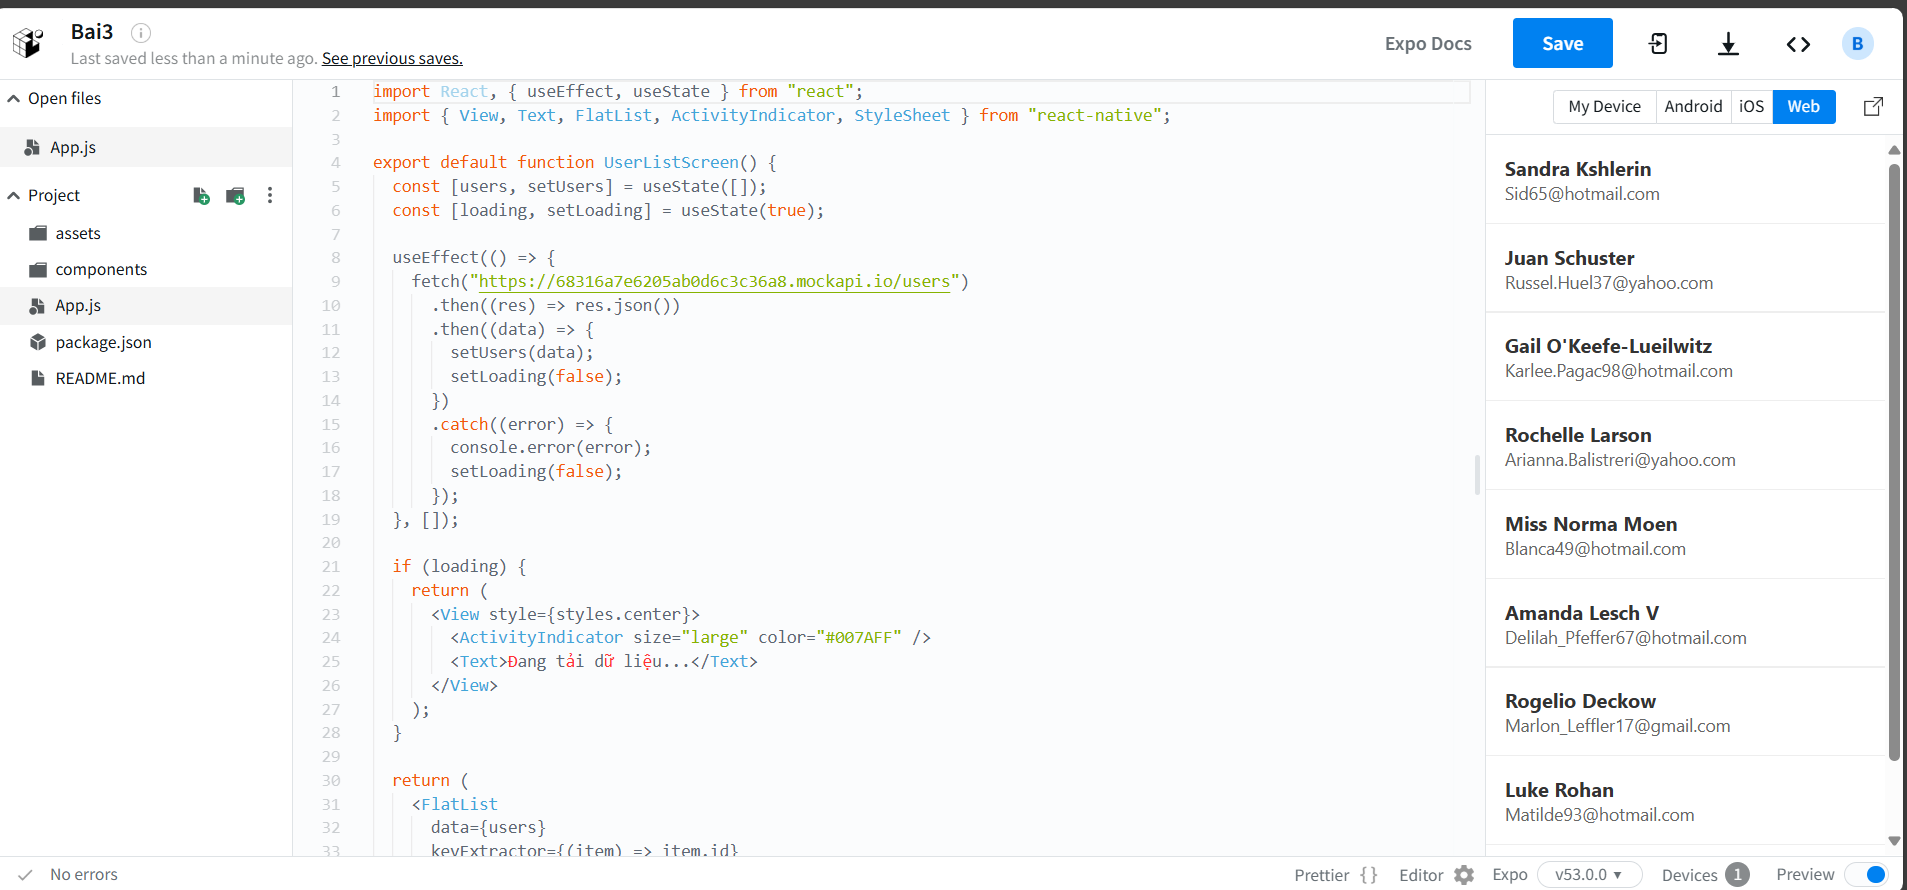 Bai3
Last saved less than a minute ago. See previous saves.
Expo Docs
Save
B
Open files
App.js
Project
assets
components
App.js
package.json
README.md
1 import React, { useEffect, useState } from "react";
2 import { View, Text, FlatList, ActivityIndicator, StyleSheet } from "react-native";
3
4 export default function UserListScreen() {
5 const [users, setUsers] = useState([]);
6 const [loading, setLoading] = useState(true);
7
8 useEffect(() => {
9 fetch("https://68316a7e6205ab0d6c3c36a8.mockapi.io/users")
10 .then((res) => res.json())
11 .then((data) => {
12 setUsers(data);
13 setLoading(false);
14 })
15 .catch((error) => {
16 console.error(error);
17 setLoading(false);
18 });
19 }, []);
20
21 if (loading) {
22 return (
23 <View style={styles.center}>
24 <ActivityIndicator size="large" color="#007AFF" />
25 <Text>Đang tải dữ liệu...</Text>
26 </View>
27 );
28 }
29
30 return (
31 <FlatList
32 data={users}
33 keyExtractor={(item) => item.id}
My Device Android iOS Web
Sandra Kshlerin
Sid65@hotmail.com
Juan Schuster
Russel.Huel37@yahoo.com
Gail O'Keefe-Lueilwitz
Karlee.Pagac98@hotmail.com
Rochelle Larson
Arianna.Balistreri@yahoo.com
Miss Norma Moen
Blanca49@hotmail.com
Amanda Lesch V
Delilah_Pfeffer67@hotmail.com
Rogelio Deckow
Marlon_Leffler17@gmail.com
Luke Rohan
Matilde93@hotmail.com
No errors
Prettier {} Editor Expo v53.0.0 Devices 1 Preview